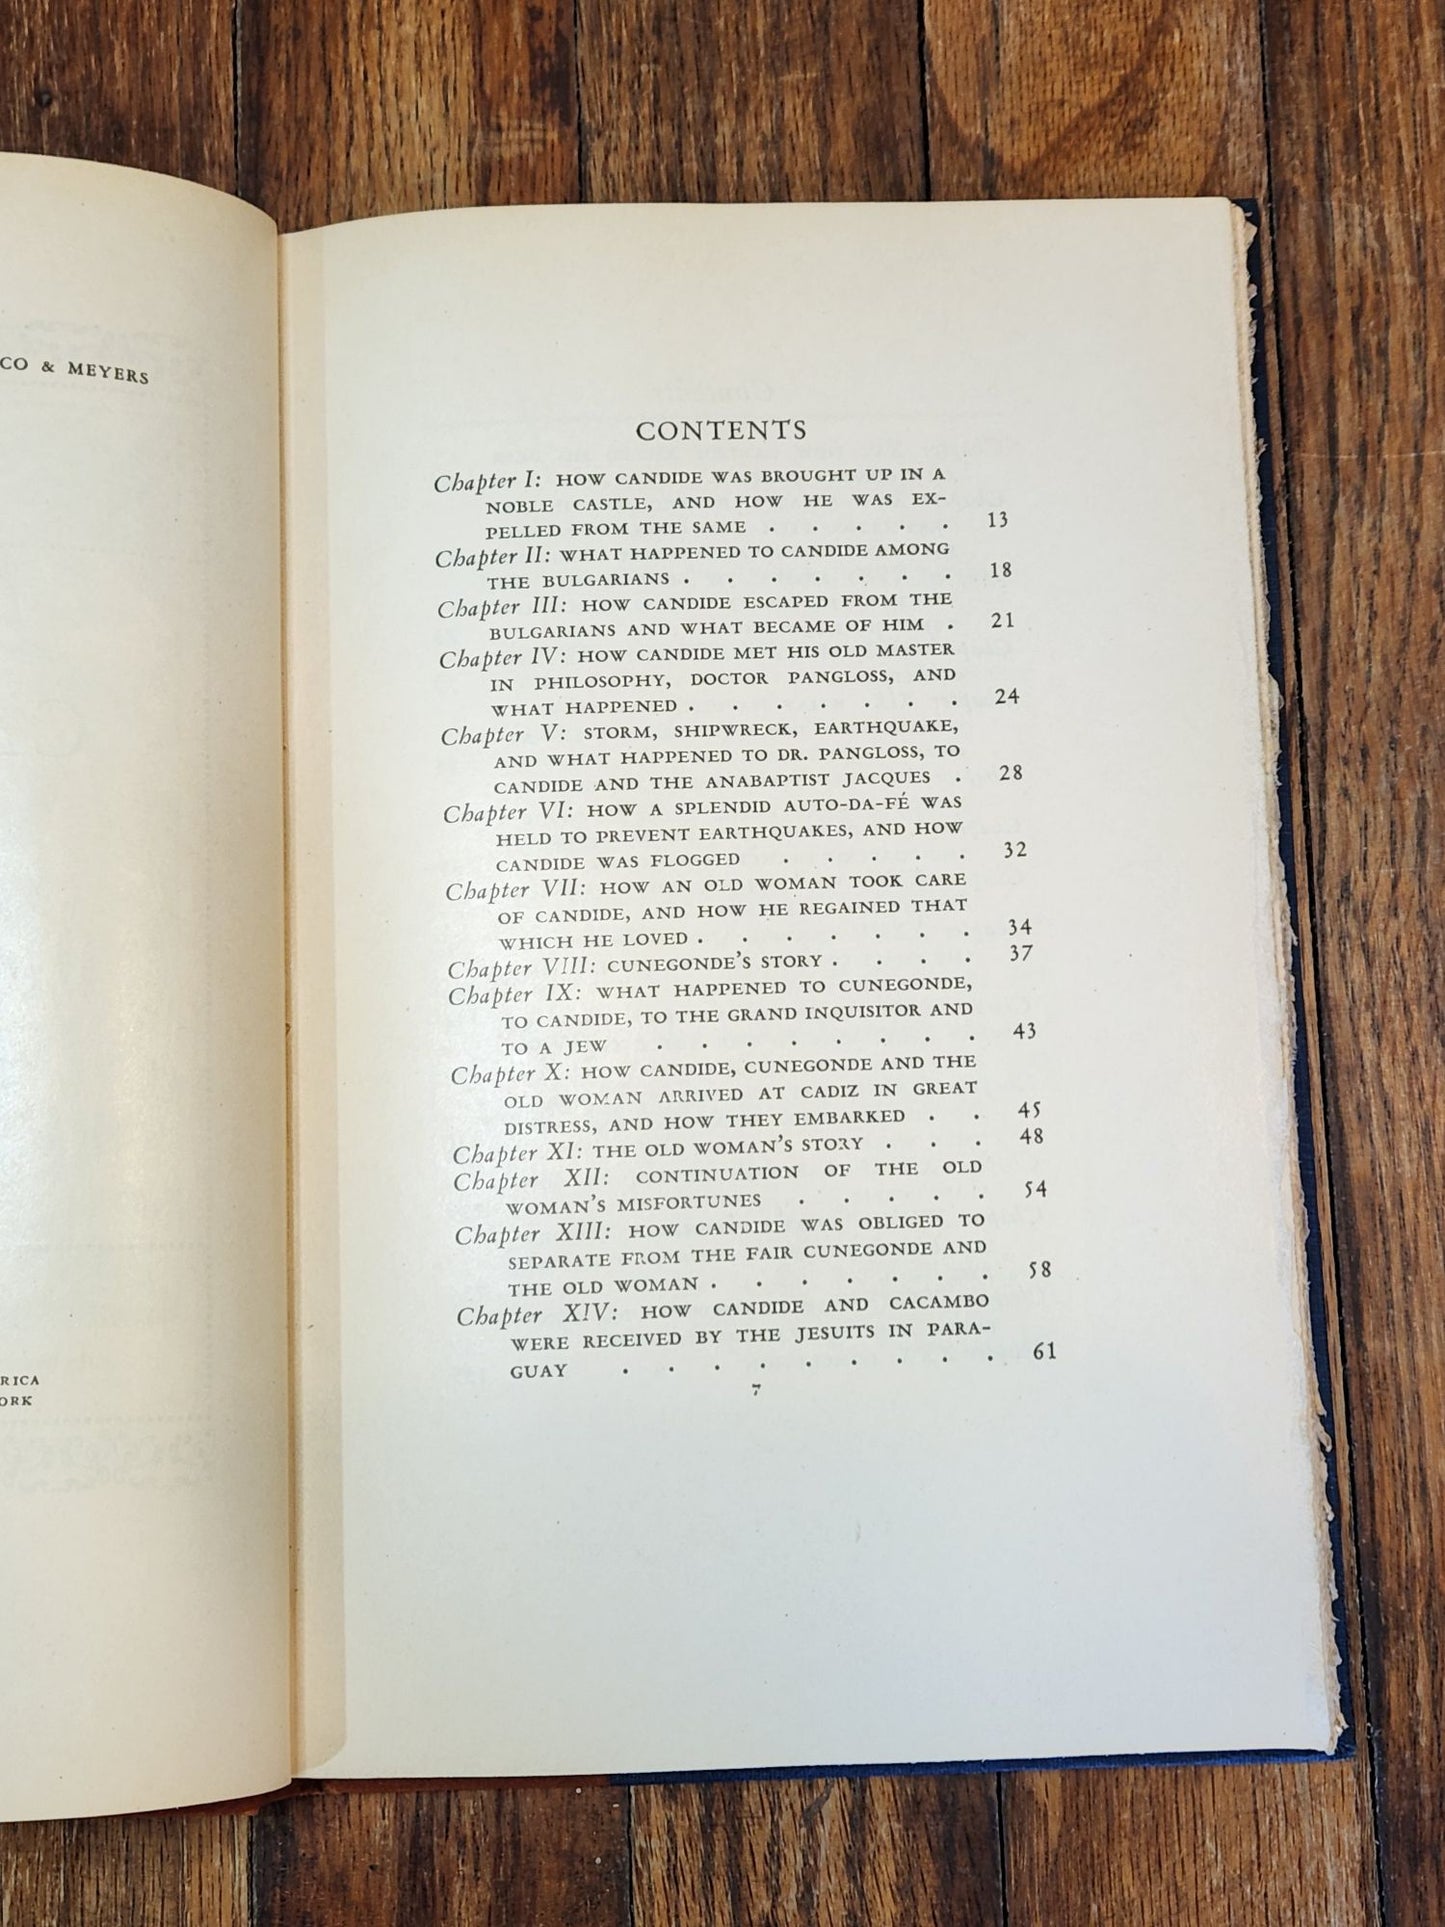 CO & MEYERS
RICA
ORK
CONTENTS
Chapter I: HOW CANDIDE WAS BROUGHT UP IN A
NOBLE CASTLE, AND HOW HE WAS EX-
PELLED FROM THE SAME . . . . . 13
Chapter II: WHAT HAPPENED TO CANDIDE AMONG
THE BULGARIANS . . . . . . . 18
Chapter III: HOW CANDIDE ESCAPED FROM THE
BULGARIANS AND WHAT BECAME OF HIM . 21
Chapter IV: HOW CANDIDE MET HIS OLD MASTER
IN PHILOSOPHY, DOCTOR PANGLOSS, AND
WHAT HAPPENED . . . . . . . 24
Chapter V: STORM, SHIPWRECK, EARTHQUAKE,
AND WHAT HAPPENED TO DR. PANGLOSS, TO
CANDIDE AND THE ANABAPTIST JACQUES . 28
Chapter VI: HOW A SPLENDID AUTO-DA-FÉ WAS
HELD TO PREVENT EARTHQUAKES, AND HOW
CANDIDE WAS FLOGGED . . . . . 32
Chapter VII: HOW AN OLD WOMAN TOOK CARE
OF CANDIDE, AND HOW HE REGAINED THAT
WHICH HE LOVED . . . . . . . 34
Chapter VIII: CUNEGONDE'S STORY . . . . 37
Chapter IX: WHAT HAPPENED TO CUNEGONDE,
TO CANDIDE, TO THE GRAND INQUISITOR AND
TO A JEW . . . . . . . . 43
Chapter X: HOW CANDIDE, CUNEGONDE AND THE
OLD WOMAN ARRIVED AT CADIZ IN GREAT
DISTRESS, AND HOW THEY EMBARKED . . 45
Chapter XI: THE OLD WOMAN'S STORY . . . 48
Chapter XII: CONTINUATION OF THE OLD
WOMAN'S MISFORTUNES . . . . . 54
Chapter XIII: HOW CANDIDE WAS OBLIGED TO
SEPARATE FROM THE FAIR CUNEGONDE AND
THE OLD WOMAN . . . . . . . 58
Chapter XIV: HOW CANDIDE AND CACAMBO
WERE RECEIVED BY THE JESUITS IN PARA-
GUAY . . . . . . . . . 61
7